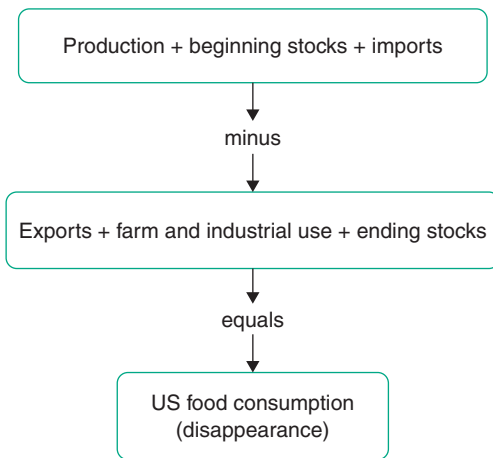 Production + beginning stocks + imports
minus
Exports + farm and industrial use + ending stocks
equals
US food consumption
(disappearance)